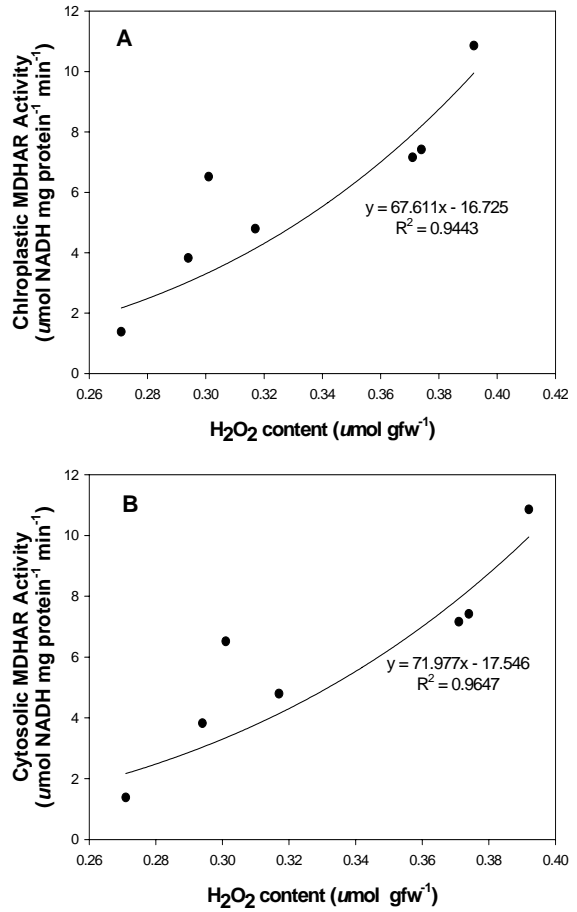 A
Chlroplastic MDHAR Activity
(umol NADH mg protein⁻¹ min⁻¹)
12
10
8
6
4
2
0
y = 67.611x - 16.725
R² = 0.9443
0.26 0.28 0.30 0.32 0.34 0.36 0.38 0.40 0.42
H₂O₂ content (umol gfw⁻¹)
B
Cytosolic MDHAR Activity
(umol NADH mg protein⁻¹ min⁻¹)
12
10
8
6
4
2
0
y = 71.977x - 17.546
R² = 0.9647
0.26 0.28 0.30 0.32 0.34 0.36 0.38 0.40
H₂O₂ content (umol gfw⁻¹)